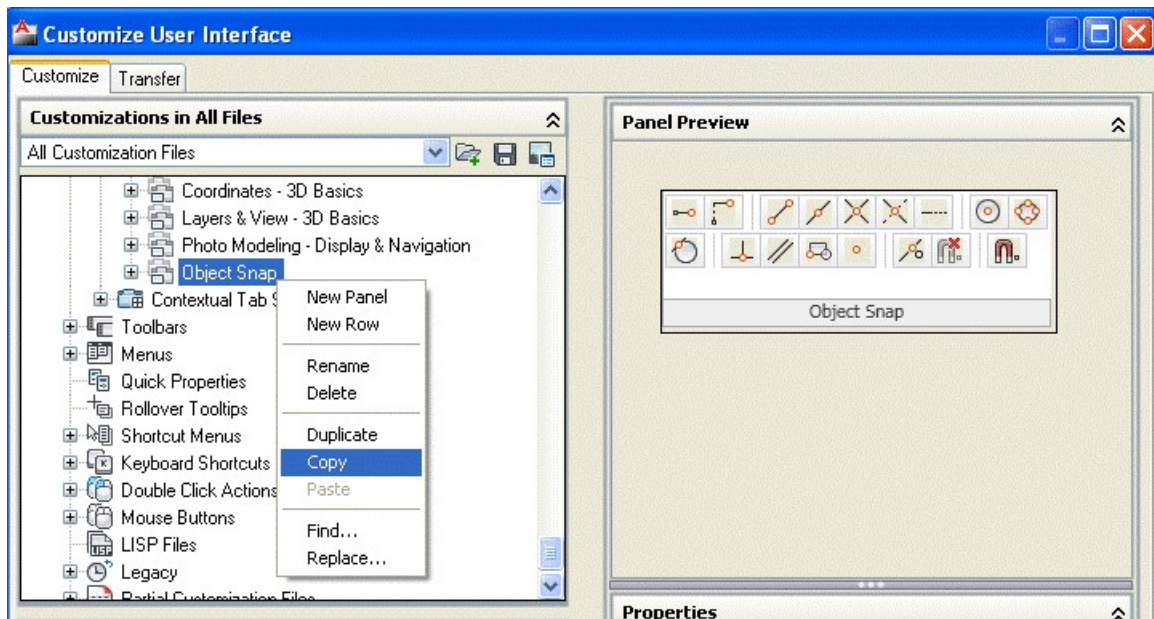 Customize User Interface
Customize
Transfer
Customizations in All Files
All Customization Files
Coordinates - 3D Basics
Layers & View - 3D Basics
Photo Modeling - Display & Navigation
Object Snap
Contextual Tab S
Toolbars
Menus
Quick Properties
Rollover Tooltips
Shortcut Menus
Keyboard Shortcuts
Double Click Actions
Mouse Buttons
LISP Files
Legacy
Partial Customization Files
New Panel
New Row
Rename
Delete
Duplicate
Copy
Paste
Find...
Replace...
Panel Preview
Object Snap
Properties